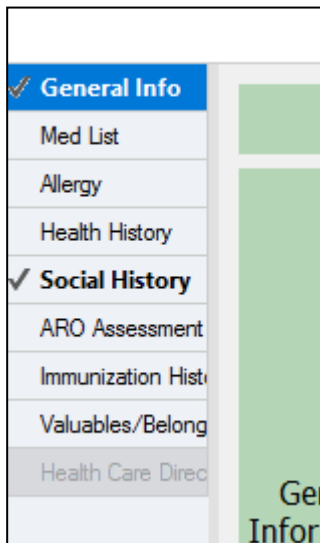 General Info
Med List
Allergy
Health History
Social History
ARO Assessment
Immunization Histo
Valuables/Belong
Health Care Direc
Ger
Infor